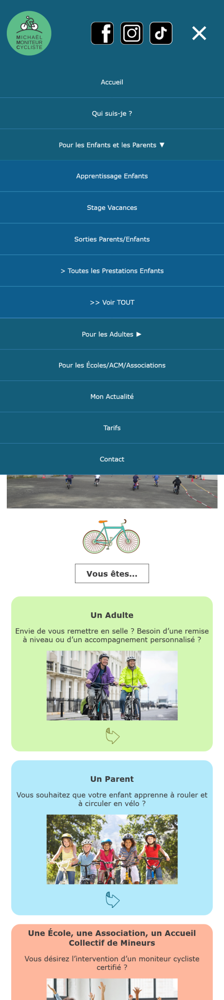 MICHAËL
MONITEUR
CYCLISTE
Accueil
Qui suis-je ?
Pour les Enfants et les Parents ▼
Apprentissage Enfants
Stage Vacances
Sorties Parents/Enfants
> Toutes les Prestations Enfants
>> Voir TOUT
Pour les Adultes ►
Pour les Écoles/ACM/Associations
Mon Actualité
Tarifs
Contact
Vous êtes...
Un Adulte
Envie de vous remettre en selle ? Besoin d’une remise
à niveau ou d’un accompagnement personnalisé ?
Un Parent
Vous souhaitez que votre enfant apprenne à rouler et
à circuler en vélo ?
Une École, une Association, un Accueil
Collectif de Mineurs
Vous désirez l’intervention d’un moniteur cycliste
certifié ?